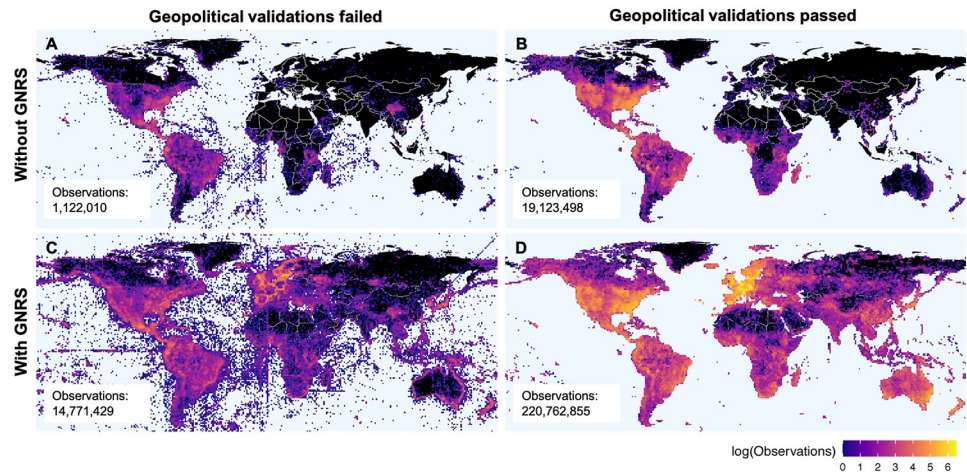 Geopolitical validations failed
Geopolitical validations passed
Without GNRS
A
B
Observations:
1,122,010
Observations:
19,123,498
With GNRS
C
D
Observations:
14,771,429
Observations:
220,762,855
log(Observations)
0 1 2 3 4 5 6